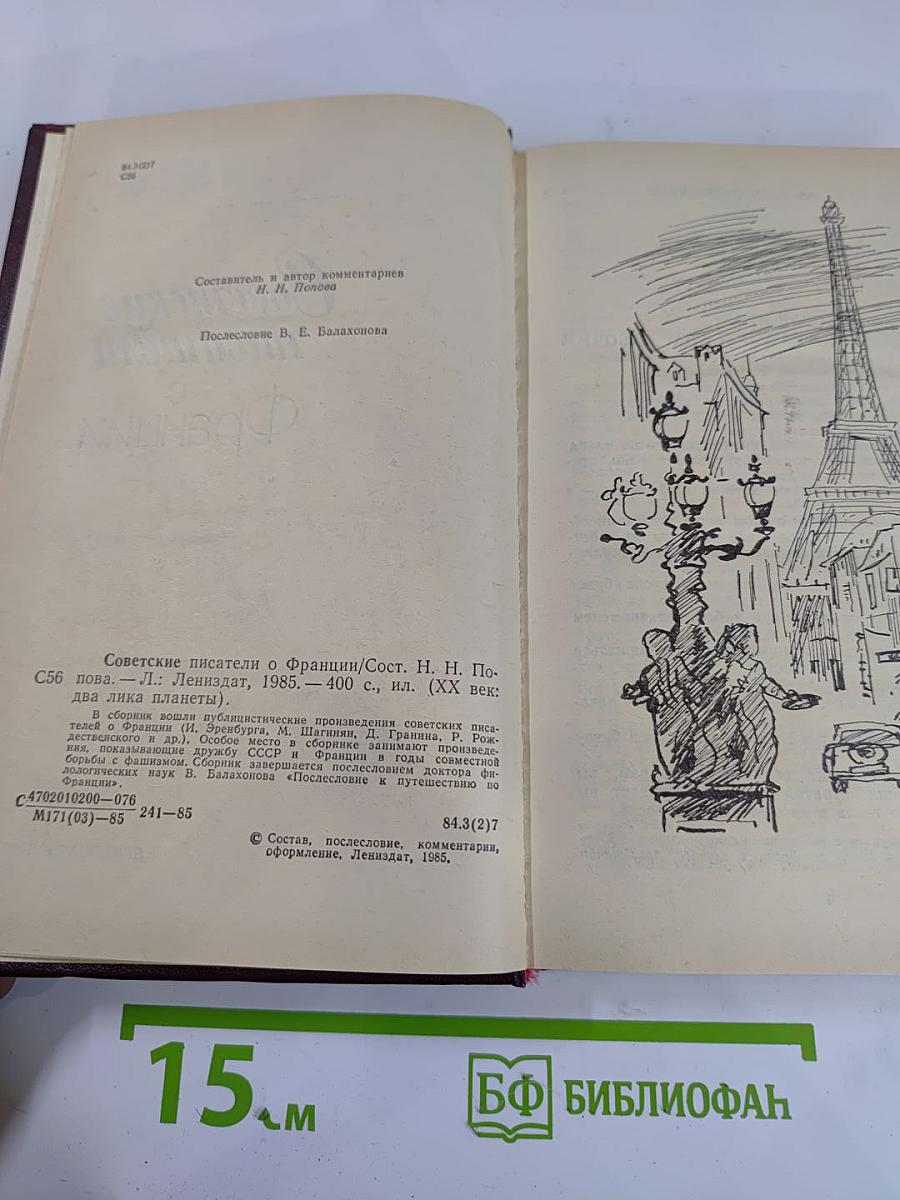 84.3(2)7
С56
Составитель и автор комментариев
Н. Н. Попова
Послесловие В. Е. Балахонова
Советские писатели о Франции/Сост. Н. Н. По-
С56 пова. — Л.: Лениздат, 1985. — 400 с., ил. (XX век:
два лика планеты).
В сборник вошли публицистические произведения советских писа-
телей о Франции (И. Эренбурга, М. Шагинян, Д. Гранина, Р. Рож-
дественского и др.). Особое место в сборнике занимают произведе-
ния, показывающие дружбу СССР и Франции в годы совместной
борьбы с фашизмом. Сборник завершается послесловием доктора фи-
лологических наук В. Балахонова «Послесловие к путешествию по
Франции».
С 4702010200—076
М171(03)—85 241—85
84.3(2)7
© Состав, послесловие, комментарии,
оформление, Лениздат, 1985.
15 см
БФ БИБЛИОФАН